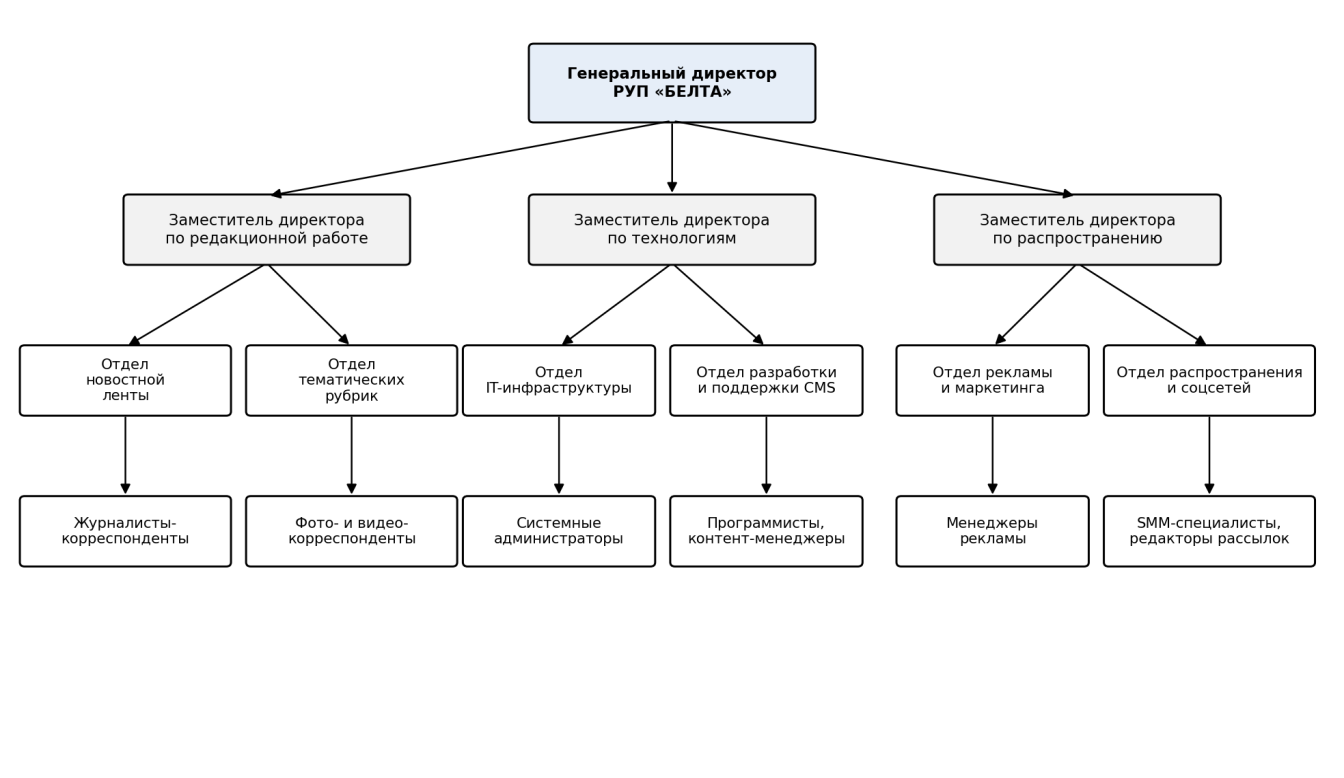 Генеральный директор
РУП «БЕЛТА»
Заместитель директора
по редакционной работе
Заместитель директора
по технологиям
Заместитель директора
по распространению
Отдел
новостной
ленты
Отдел
тематических
рубрик
Отдел
IT-инфраструктуры
Отдел разработки
и поддержки CMS
Отдел рекламы
и маркетинга
Отдел распространения
и соцсетей
Журналисты-
корреспонденты
Фото- и видео-
корреспонденты
Системные
администраторы
Программисты,
контент-менеджеры
Менеджеры
рекламы
SMM-специалисты,
редакторы рассылок